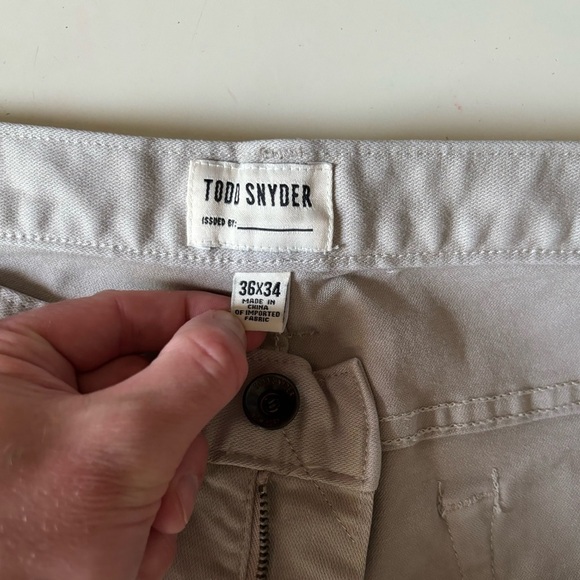 TODD SNYDER
ISSUED BY:
36X34
MADE IN
CHINA
OF IMPORTED
FABRIC